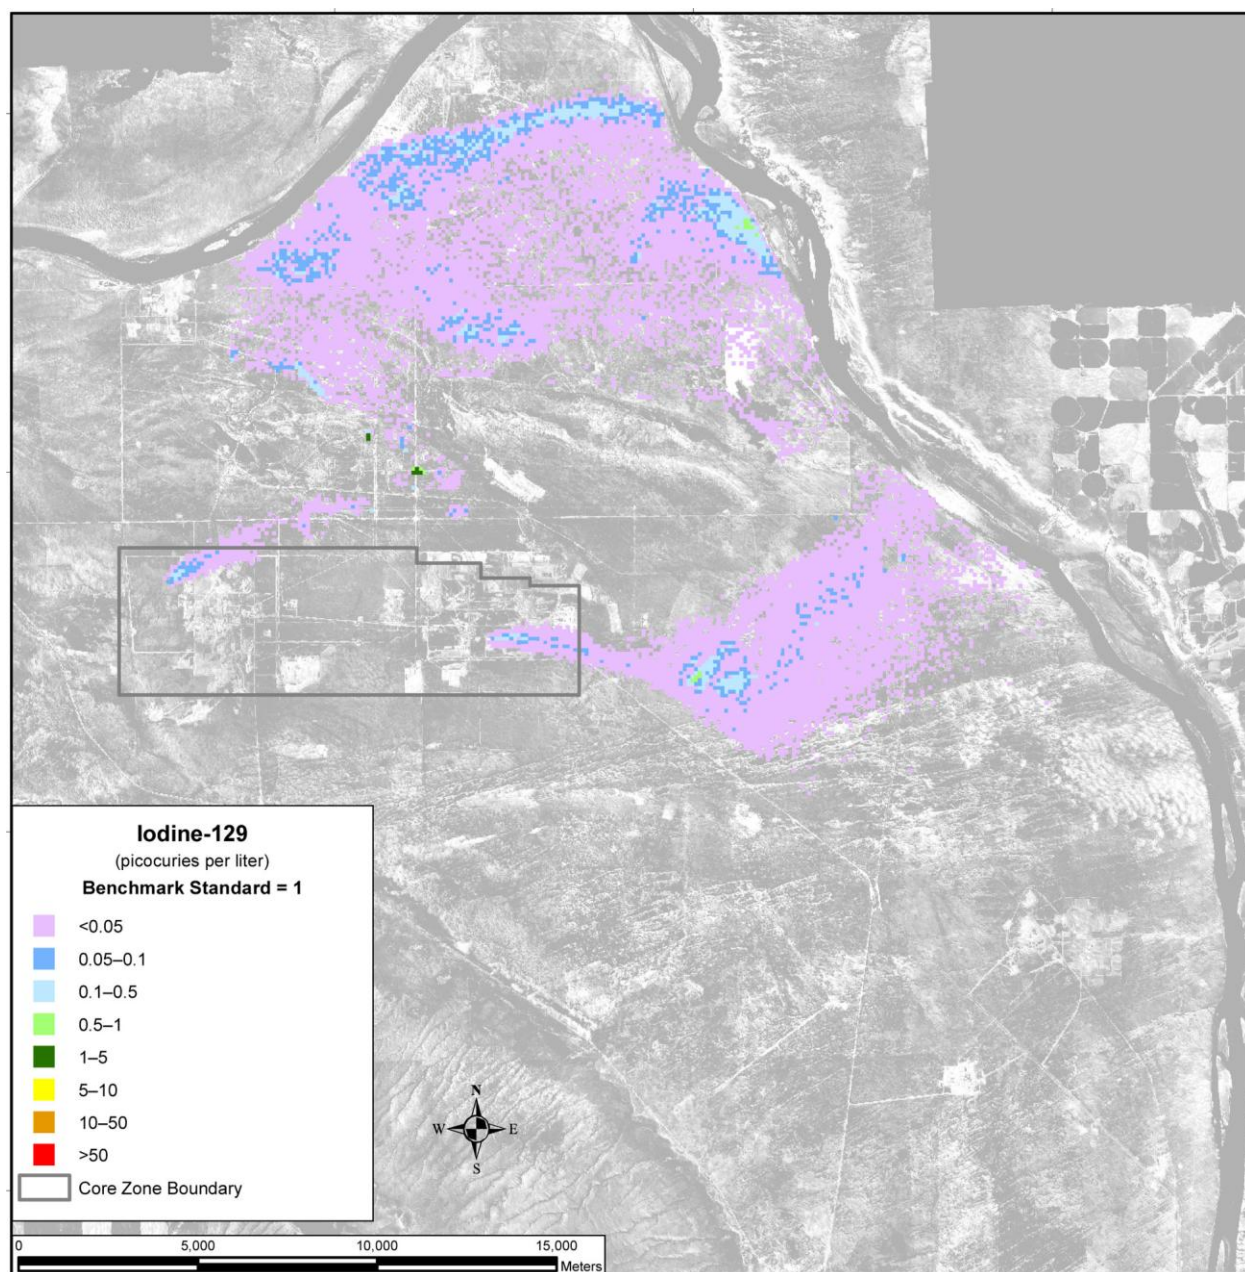 Iodine-129
(picocuries per liter)
Benchmark Standard = 1
<0.05
0.05–0.1
0.1–0.5
0.5–1
1–5
5–10
10–50
>50
Core Zone Boundary
N
W E
S
0 5,000 10,000 15,000
Meters